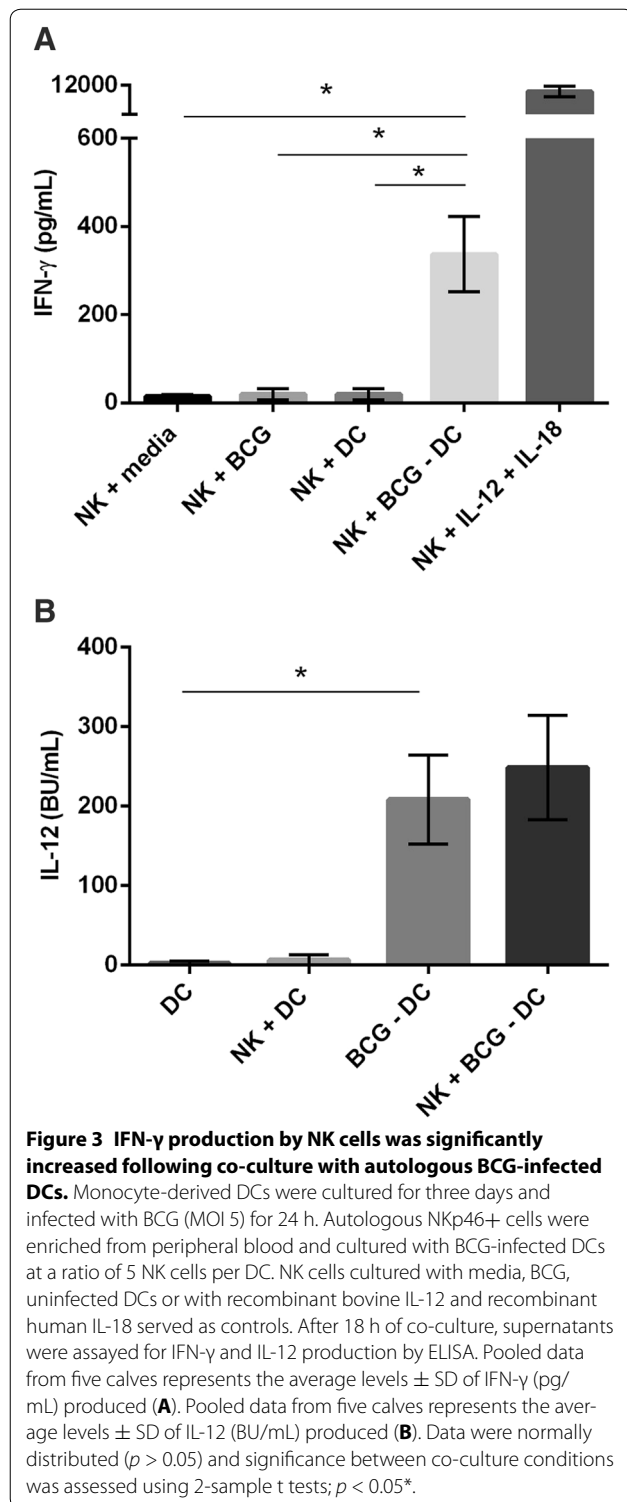 A
12000
600
400
200
0
IFN-γ (pg/mL)
*
*
*
NK + media
NK + BCG
NK + DC
NK + BCG - DC
NK + IL-12 + IL-18
B
400
300
200
100
0
IL-12 (BU/mL)
*
DC
NK + DC
BCG - DC
NK + BCG - DC
Figure 3 IFN-γ production by NK cells was significantly
increased following co-culture with autologous BCG-infected
DCs. Monocyte-derived DCs were cultured for three days and
infected with BCG (MOI 5) for 24 h. Autologous NKp46+ cells were
enriched from peripheral blood and cultured with BCG-infected DCs
at a ratio of 5 NK cells per DC. NK cells cultured with media, BCG,
uninfected DCs or with recombinant bovine IL-12 and recombinant
human IL-18 served as controls. After 18 h of co-culture, supernatants
were assayed for IFN-γ and IL-12 production by ELISA. Pooled data
from five calves represents the average levels ± SD of IFN-γ (pg/
mL) produced (A). Pooled data from five calves represents the aver-
age levels ± SD of IL-12 (BU/mL) produced (B). Data were normally
distributed (p > 0.05) and significance between co-culture conditions
was assessed using 2-sample t tests; p < 0.05*.